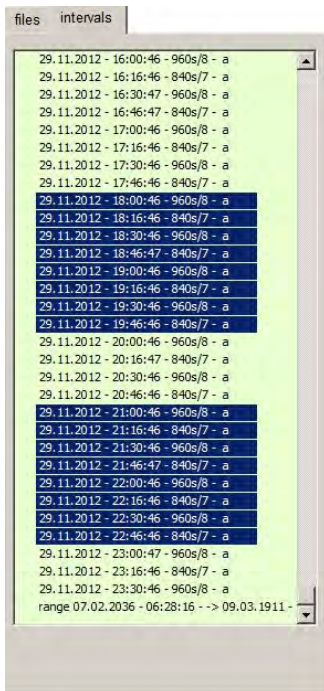 files intervals
29.11.2012 - 16:00:46 - 960s/8 - a
29.11.2012 - 16:16:46 - 840s/7 - a
29.11.2012 - 16:30:47 - 960s/8 - a
29.11.2012 - 16:46:47 - 840s/7 - a
29.11.2012 - 17:00:46 - 960s/8 - a
29.11.2012 - 17:16:46 - 840s/7 - a
29.11.2012 - 17:30:46 - 960s/8 - a
29.11.2012 - 17:46:46 - 840s/7 - a
29.11.2012 - 18:00:46 - 960s/8 - a
29.11.2012 - 18:16:46 - 840s/7 - a
29.11.2012 - 18:30:46 - 960s/8 - a
29.11.2012 - 18:46:47 - 840s/7 - a
29.11.2012 - 19:00:46 - 960s/8 - a
29.11.2012 - 19:16:46 - 840s/7 - a
29.11.2012 - 19:30:46 - 960s/8 - a
29.11.2012 - 19:46:46 - 840s/7 - a
29.11.2012 - 20:00:46 - 960s/8 - a
29.11.2012 - 20:16:47 - 840s/7 - a
29.11.2012 - 20:30:46 - 960s/8 - a
29.11.2012 - 20:46:46 - 840s/7 - a
29.11.2012 - 21:00:46 - 960s/8 - a
29.11.2012 - 21:16:46 - 840s/7 - a
29.11.2012 - 21:30:46 - 960s/8 - a
29.11.2012 - 21:46:47 - 840s/7 - a
29.11.2012 - 22:00:46 - 960s/8 - a
29.11.2012 - 22:16:46 - 840s/7 - a
29.11.2012 - 22:30:46 - 960s/8 - a
29.11.2012 - 22:46:46 - 840s/7 - a
29.11.2012 - 23:00:47 - 960s/8 - a
29.11.2012 - 23:16:46 - 840s/7 - a
29.11.2012 - 23:30:46 - 960s/8 - a
range 07.02.2036 - 06:28:16 --> 09.03.1911 -